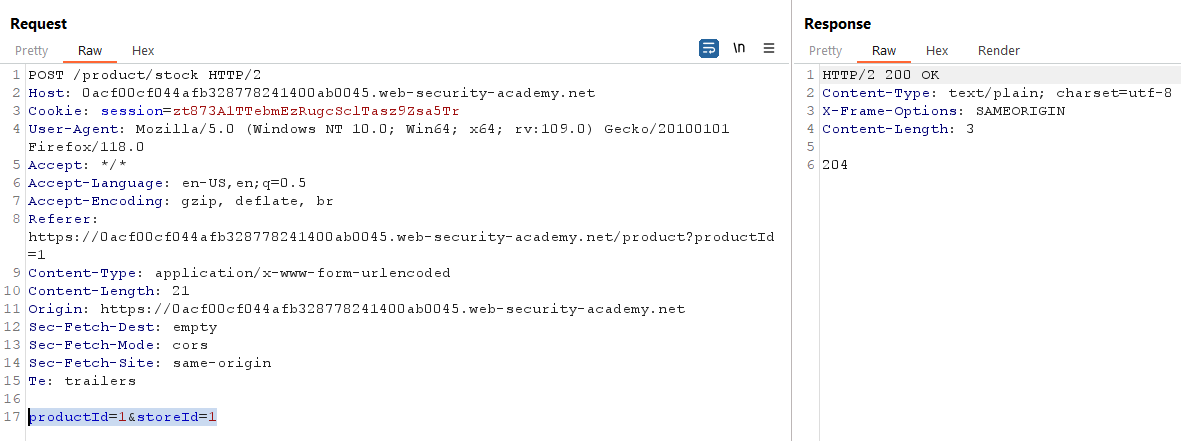 Request
Pretty Raw Hex \n
1 POST /product/stock HTTP/2
2 Host: 0acf00cf044afb328778241400ab0045.web-security-academy.net
3 Cookie: session=zt873A1TTebmEzRugcSclTasz9Zsa5Tr
4 User-Agent: Mozilla/5.0 (Windows NT 10.0; Win64; x64; rv:109.0) Gecko/20100101
Firefox/118.0
5 Accept: */*
6 Accept-Language: en-US,en;q=0.5
7 Accept-Encoding: gzip, deflate, br
8 Referer:
https://0acf00cf044afb328778241400ab0045.web-security-academy.net/product?productId
=1
9 Content-Type: application/x-www-form-urlencoded
10 Content-Length: 21
11 Origin: https://0acf00cf044afb328778241400ab0045.web-security-academy.net
12 Sec-Fetch-Dest: empty
13 Sec-Fetch-Mode: cors
14 Sec-Fetch-Site: same-origin
15 Te: trailers
16
17 productId=1&storeId=1
Response
Pretty Raw Hex Render
1 HTTP/2 200 OK
2 Content-Type: text/plain; charset=utf-8
3 X-Frame-Options: SAMEORIGIN
4 Content-Length: 3
5
6 204